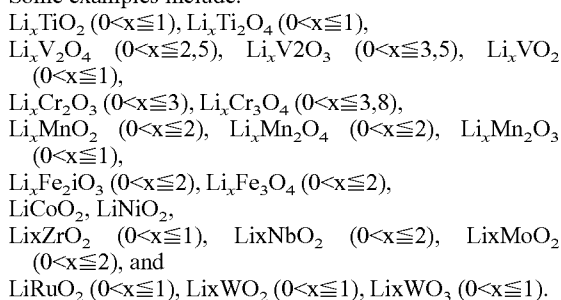 Some examples include:
LiₓTiO₂ (0<x≦1), LiₓTi₂O₄ (0<x≦1),
LiₓV₂O₄ (0<x≦2,5), LiₓV2O₃ (0<x≦3,5), LiₓVO₂
(0<x≦1),
LiₓCr₂O₃ (0<x≦3), LiₓCr₃O₄ (0<x≦3,8),
LiₓMnO₂ (0<x≦2), LiₓMn₂O₄ (0<x≦2), LiₓMn₂O₃
(0<x≦1),
LiₓFe₂iO₃ (0<x≦2), LiₓFe₃O₄ (0<x≦2),
LiCoO₂, LiNiO₂,
LixZrO₂ (0<x≦1), LixNbO₂ (0<x≦2), LixMoO₂
(0<x≦2), and
LiRuO₂ (0<x≦1), LixWO₂ (0<x≦1), LixWO₃ (0<x≦1).